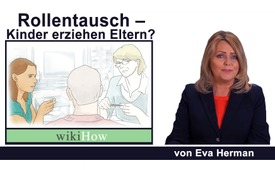 Rollentausch –
Kinder erziehen Eltern?
wikiHow
von Eva Herman